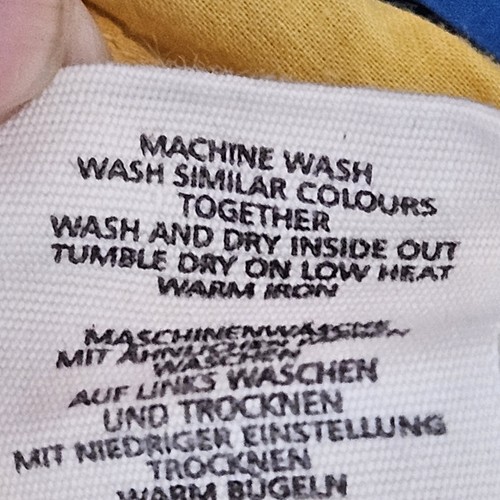 MACHINE WASH
WASH SIMILAR COLOURS
TOGETHER
WASH AND DRY INSIDE OUT
TUMBLE DRY ON LOW HEAT
WARM IRON
MIT
WASCHEN
AUF LINKS WASCHEN
UND TROCKNEN
MIT NIEDRIGER EINSTELLUNG
TROCKNEN
WARM BÜGELN